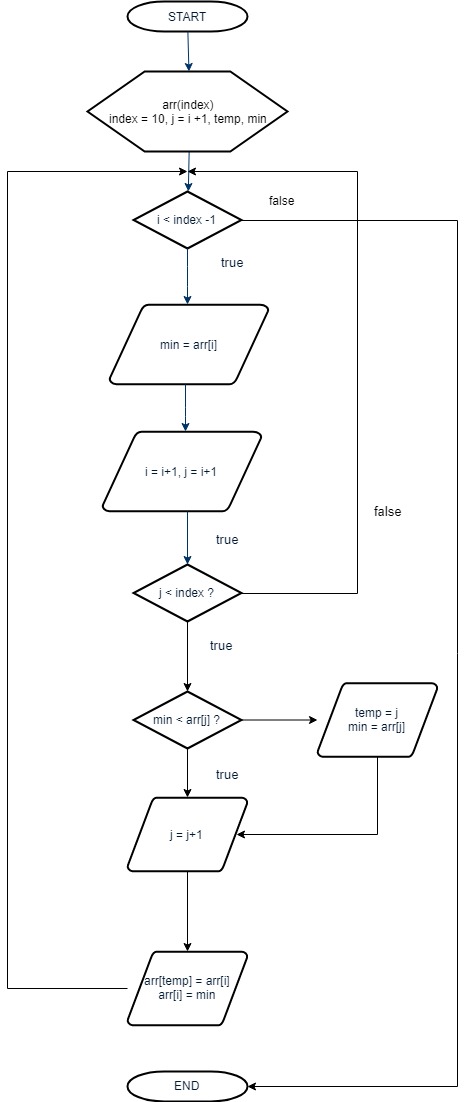 START
arr(index)
index = 10, j = i +1, temp, min
false
i < index -1
true
min = arr[i]
i = i+1, j = i+1
false
true
j < index ?
true
temp = j
min = arr[j]
min < arr[j] ?
true
j = j+1
arr[temp] = arr[i]
arr[i] = min
END